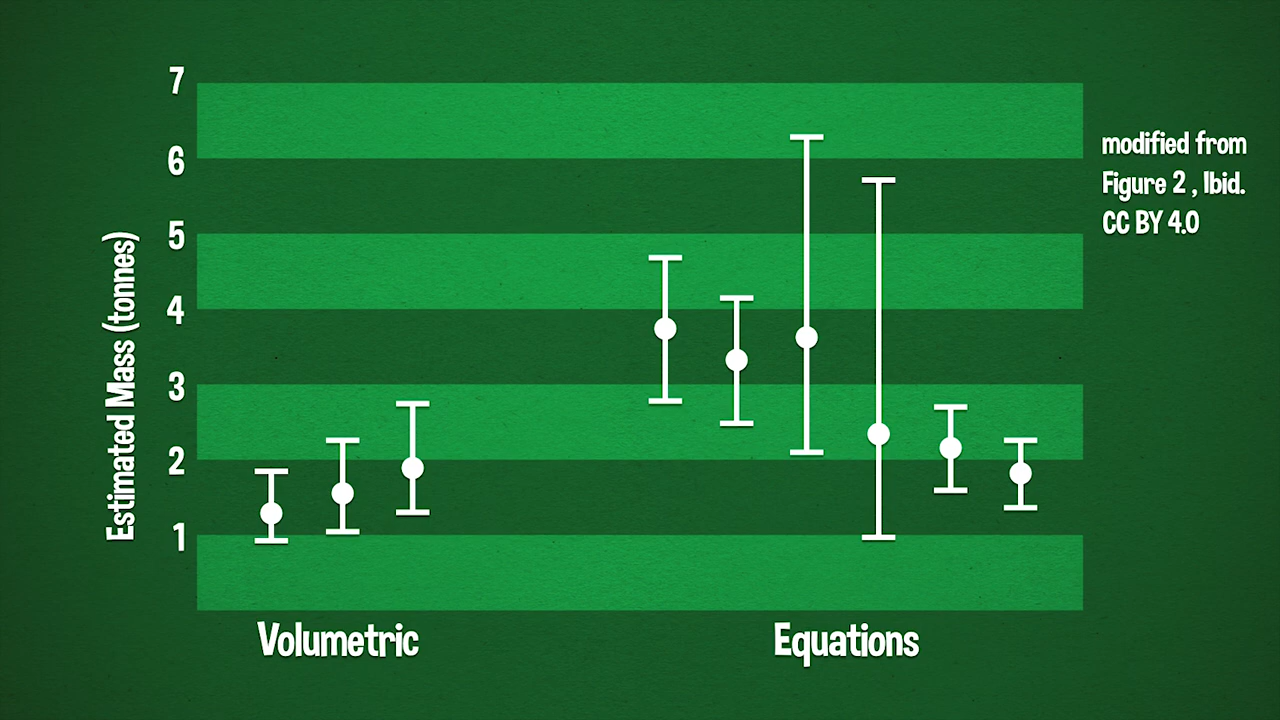 7
6
5
4
3
2
1
Estimated Mass (tonnes)
Volumetric
Equations
modified from
Figure 2 , Ibid.
CC BY 4.0